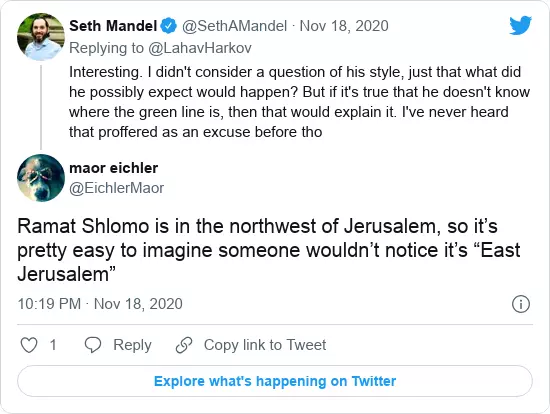 Seth Mandel @SethAMandel · Nov 18, 2020
Replying to @LahavHarkov
Interesting. I didn't consider a question of his style, just that what did
he possibly expect would happen? But if it's true that he doesn't know
where the green line is, then that would explain it. I've never heard
that proffered as an excuse before tho
maor eichler
@EichlerMaor
Ramat Shlomo is in the northwest of Jerusalem, so it’s
pretty easy to imagine someone wouldn’t notice it’s “East
Jerusalem”
10:19 PM · Nov 18, 2020
1 Reply Copy link to Tweet
Explore what's happening on Twitter